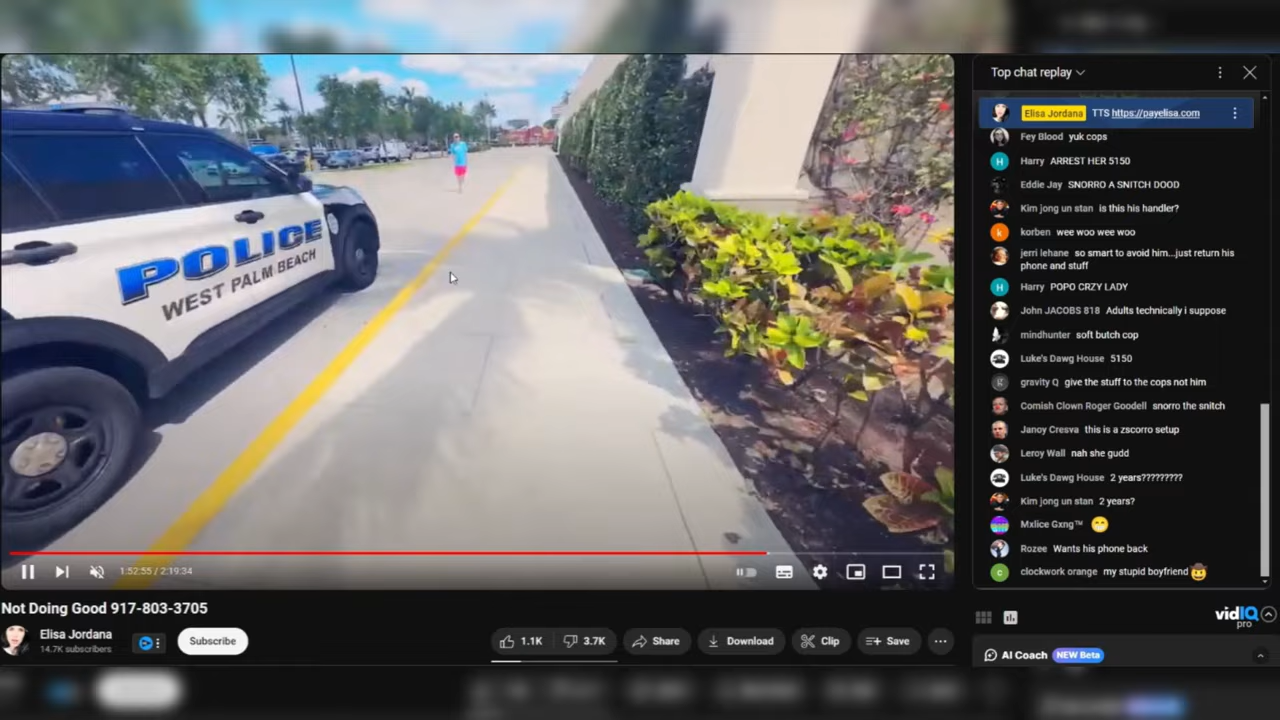 POLICE
WEST PALM BEACH
1:52:55 / 2:19:34
Not Doing Good 917-803-3705
Elisa Jordana
14.7K subscribers
Subscribe
1.1K
3.7K
Share
Download
Clip
Save
Top chat replay
Elisa Jordana TTS https://payelisa.com
Fey Blood yuk cops
Harry ARREST HER 5150
Eddie Jay SNORRO A SNITCH DOOD
Kim jong un stan is this his handler?
korben wee woo wee woo
jerri lehane so smart to avoid him...just return his
phone and stuff
Harry POPO CRZY LADY
John JACOBS 818 Adults technically i suppose
mindhunter soft butch cop
Luke's Dawg House 5150
gravity Q give the stuff to the cops not him
Cornish Clown Roger Goodell snorro the snitch
Janoy Cresva this is a zscorro setup
Leroy Wall nah she gudd
Luke's Dawg House 2 years?????????
Kim jong un stan 2 years?
Mxlice Gxng™ 😁
Rozee Wants his phone back
clockwork orange my stupid boyfriend 🤠
vidIQ
pro
AI Coach NEW Beta